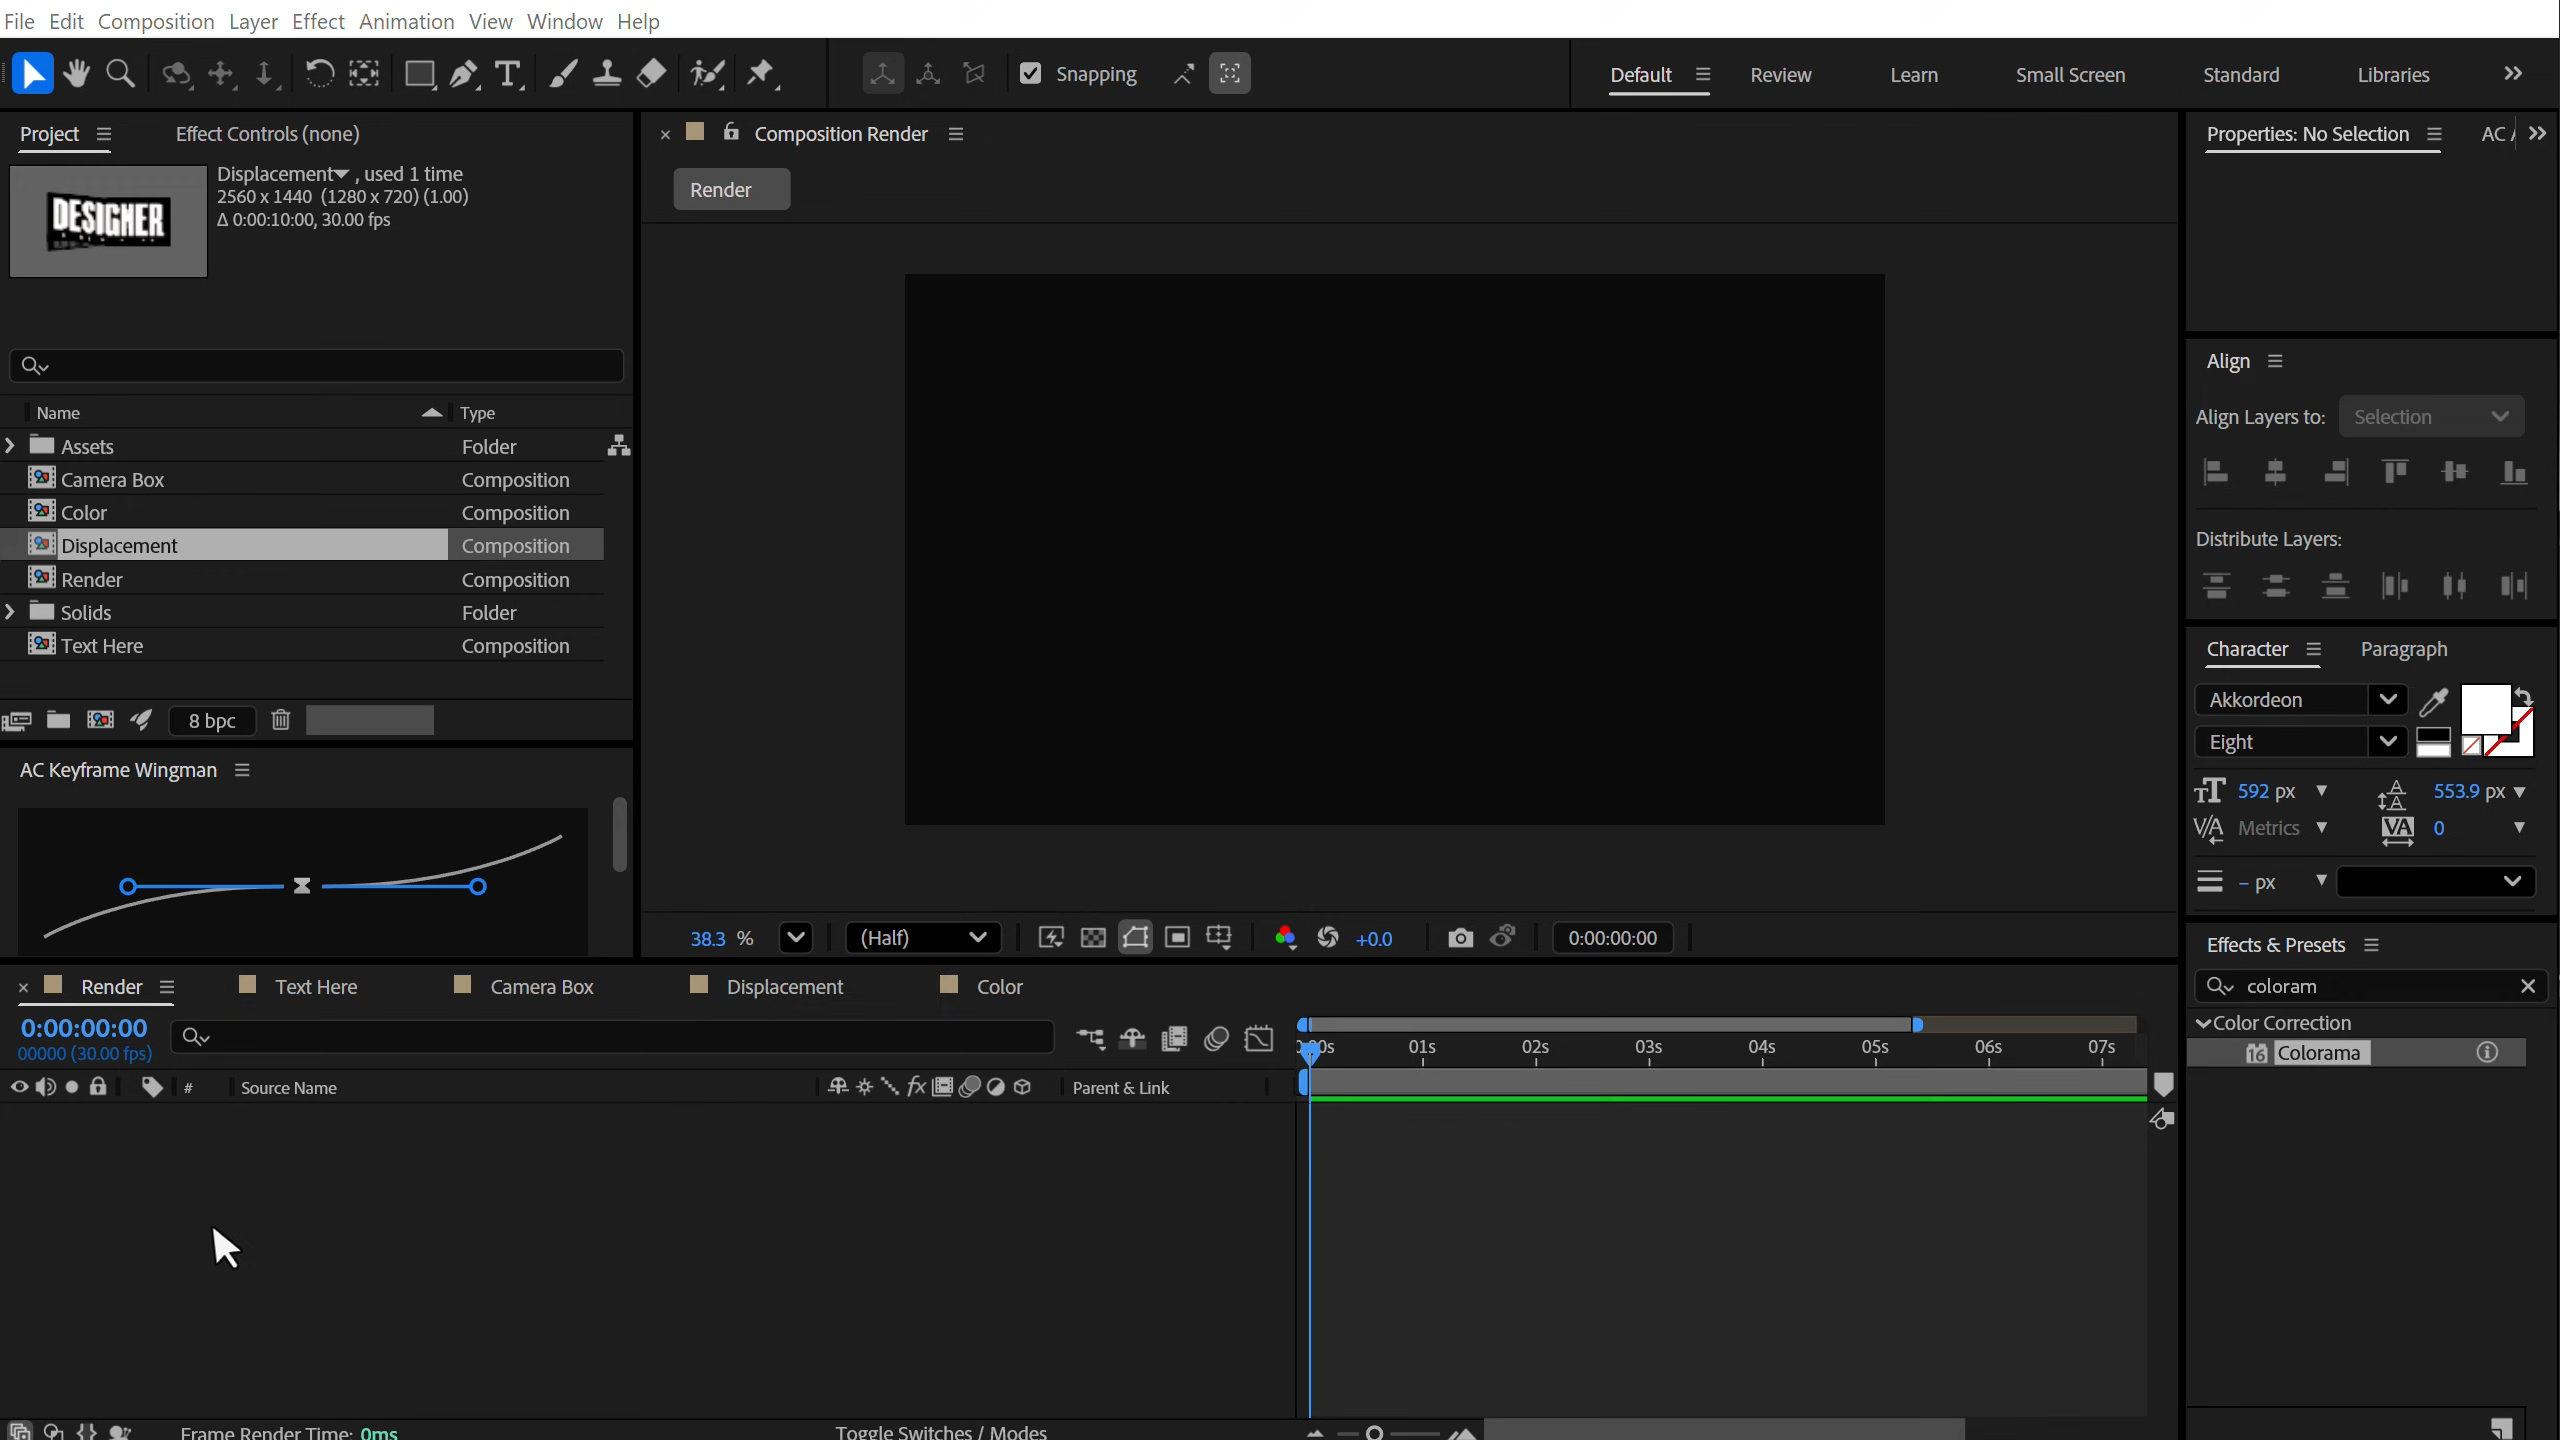 File Edit Composition Layer Effect Animation View Window Help
Snapping
Default Review Learn Small Screen Standard Libraries
Project Effect Controls (none)
DESIGNER
Displacement , used 1 time
2560 x 1440 (1280 x 720) (1.00)
Δ 0:00:10:00, 30.00 fps
Name Type
Assets Folder
Camera Box Composition
Color Composition
Displacement Composition
Render Composition
Solids Folder
Text Here Composition
8 bpc
AC Keyframe Wingman
Composition Render
Render
38.3 % (Half) +0.0 0:00:00:00
Properties: No Selection AC
Align
Align Layers to: Selection
Distribute Layers:
Character Paragraph
Akkordeon
Eight
592 px 553.9 px
Metrics 0
– px
Effects & Presets
coloram
Color Correction
16 Colorama
Render Text Here Camera Box Displacement Color
0:00:00:00
00000 (30.00 fps)
01s 02s 03s 04s 05s 06s 07s
# Source Name fx Parent & Link
Frame Render Time: 0ms Toggle Switches / Modes